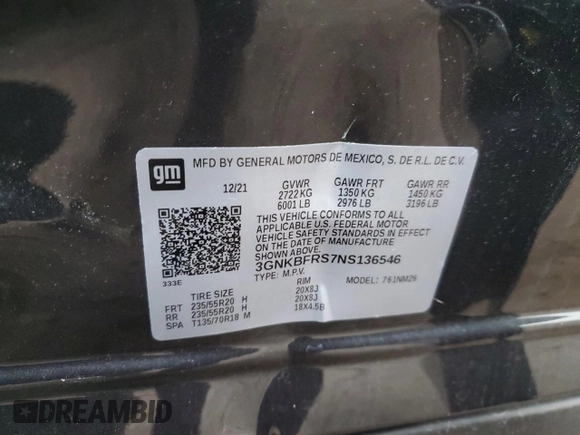 gm
MFD BY GENERAL MOTORS DE MEXICO, S. DE R.L. DE C.V.
12/21 GVWR GAWR FRT GAWR RR
2722 KG 1350 KG 1450 KG
6001 LB 2976 LB 3196 LB
THIS VEHICLE CONFORMS TO ALL
APPLICABLE U.S. FEDERAL MOTOR
VEHICLE SAFETY STANDARDS IN EFFECT
ON THE DATE OF MANUFACTURE
SHOWN ABOVE.
3GNKBFRS7NS136546
TYPE: M.P.V. MODEL: 761NM26
333E
TIRE SIZE RIM
FRT 235/55R20 H 20X8J
RR 235/55R20 H 20X8J
SPA T135/70R18 M 18X4.5B
DREAMBID